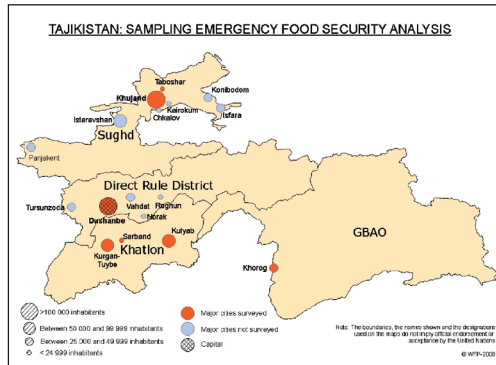 TAJIKISTAN: SAMPLING EMERGENCY FOOD SECURITY ANALYSIS
Taboshar
Konibodom
Khujand
Kairokum
Isfara
Chkalov
Istaravshan
Sughd
Panjakent
Direct Rule District
Tursunzoda
Vahdat
Roghun
Norak
Dushanbe
Sarband
Kulyab
Khatlon
Kurgan-
Tuybe
Khorog
GBAO
>100 000 inhabitants
Between 50 000 and 99 999 inhabitants
Between 25 000 and 49 999 inhabitants
< 24 999 inhabitants
Major cities surveyed
Major cities not surveyed
Capital
Note: The boundaries, the names shown and the designations
used on the maps do not imply official endorsement or
acceptance by the United Nations
© WFP-2008